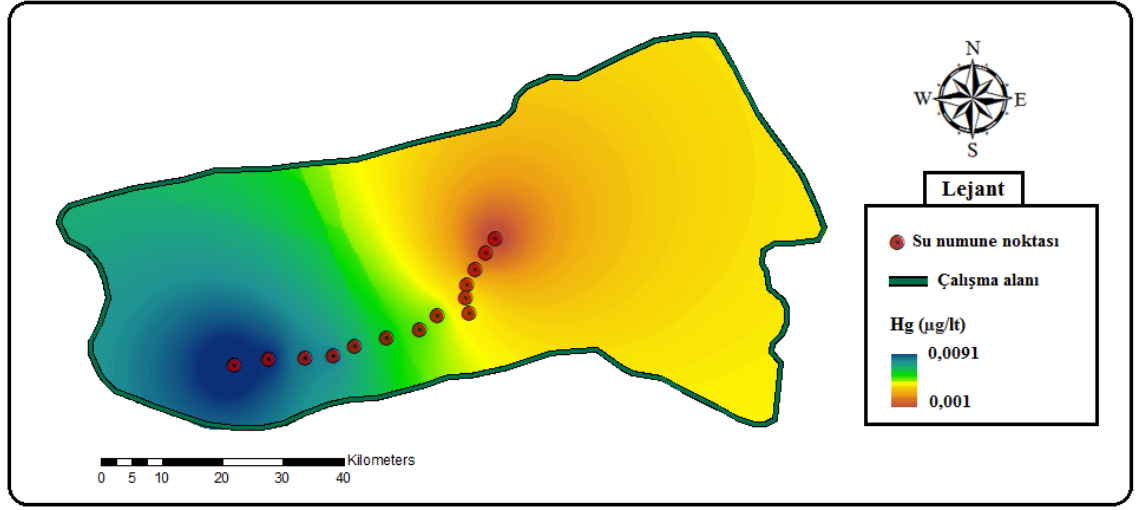 N
W E
S
Lejant
Su numune noktası
Çalışma alanı
Hg (µg/lt)
0,0091
0,001
Kilometers
0 5 10 20 30 40